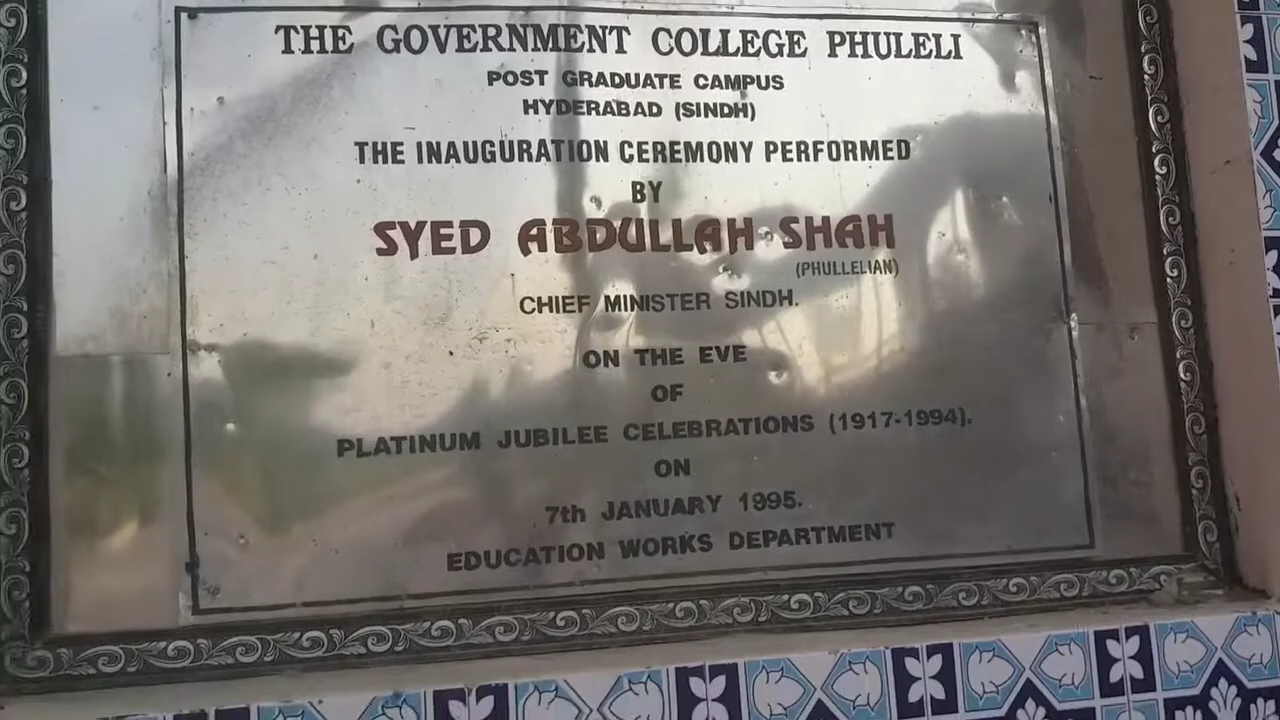 THE GOVERNMENT COLLEGE PHULELI
POST GRADUATE CAMPUS
HYDERABAD (SINDH)
THE INAUGURATION CEREMONY PERFORMED
BY
SYED ABDULLAH SHAH
(PHULLELIAN)
CHIEF MINISTER SINDH.
ON THE EVE
OF
PLATINUM JUBILEE CELEBRATIONS (1917-1994).
ON
7th JANUARY 1995.
EDUCATION WORKS DEPARTMENT